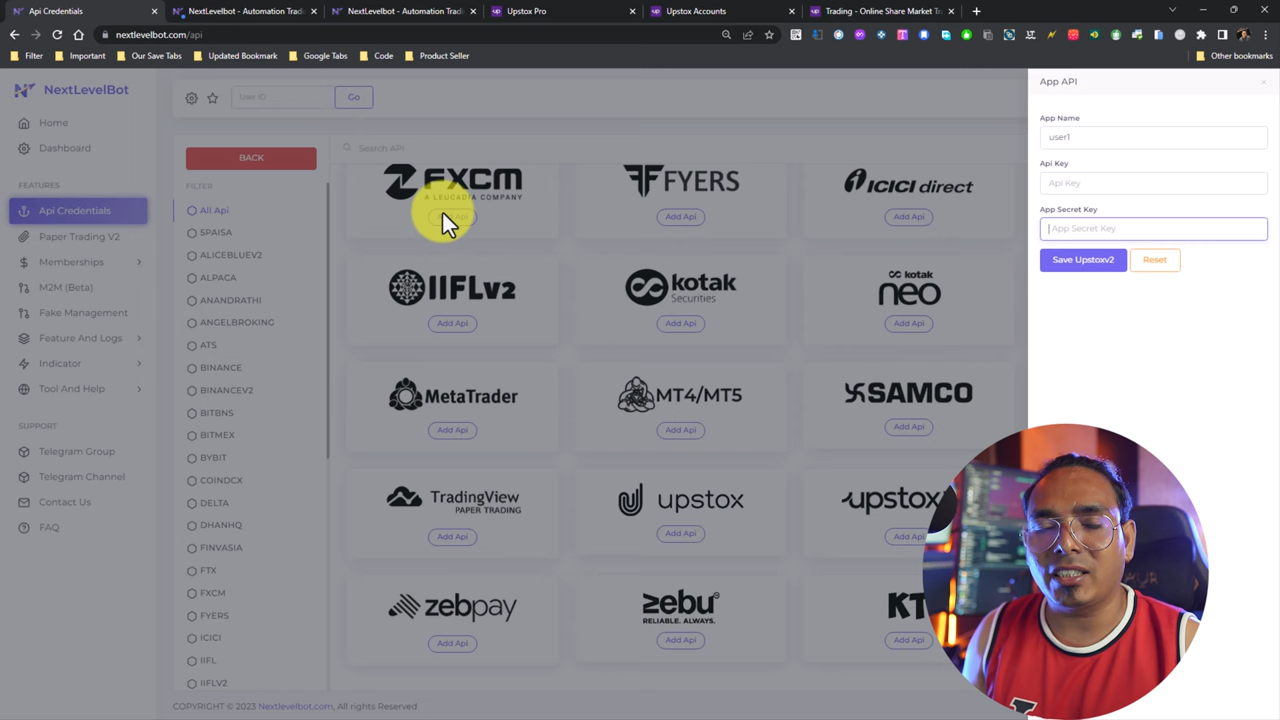 Api Credentials
NextLevelBot - Automation Tradi
NextLevelBot - Automation Tradi
Upstox Pro
Upstox Accounts
Trading - Online Share Market Tr
nextlevelbot.com/api
Filter
Important
Our Save Tabs
Updated Bookmark
Google Tabs
Code
Product Seller
Other bookmarks
NextLevelBot
Home
Dashboard
FEATURES
Api Credentials
Paper Trading V2
Memberships
M2M (Beta)
Fake Management
Feature And Logs
Indicator
Tool And Help
SUPPORT
Telegram Group
Telegram Channel
Contact Us
FAQ
User ID
Go
BACK
FILTER
All Api
5PAISA
ALICEBLUEV2
ALPACA
ANANDRATHI
ANGELBROKING
ATS
BINANCE
BINANCEV2
BITBNS
BITMEX
BYBIT
COINDCX
DELTA
DHANHQ
FINVASIA
FTX
FXCM
FYERS
ICICI
IIFL
IIFLV2
Search API
FXCM
A LEUCADIA COMPANY
FYERS
Add Api
ICICI direct
Add Api
IIFLv2
Add Api
kotak
Securities
Add Api
kotak
neo
Add Api
MetaTrader
Add Api
MT4/MT5
Add Api
SAMCO
Add Api
TradingView
PAPER TRADING
Add Api
upstox
Add Api
upstox
zebpay
Add Api
zebu
RELIABLE. ALWAYS.
Add Api
Add Api
COPYRIGHT © 2023 Nextlevelbot.com, All rights Reserved
App API
App Name
user1
Api Key
Api Key
App Secret Key
App Secret Key
Save Upstoxv2
Reset